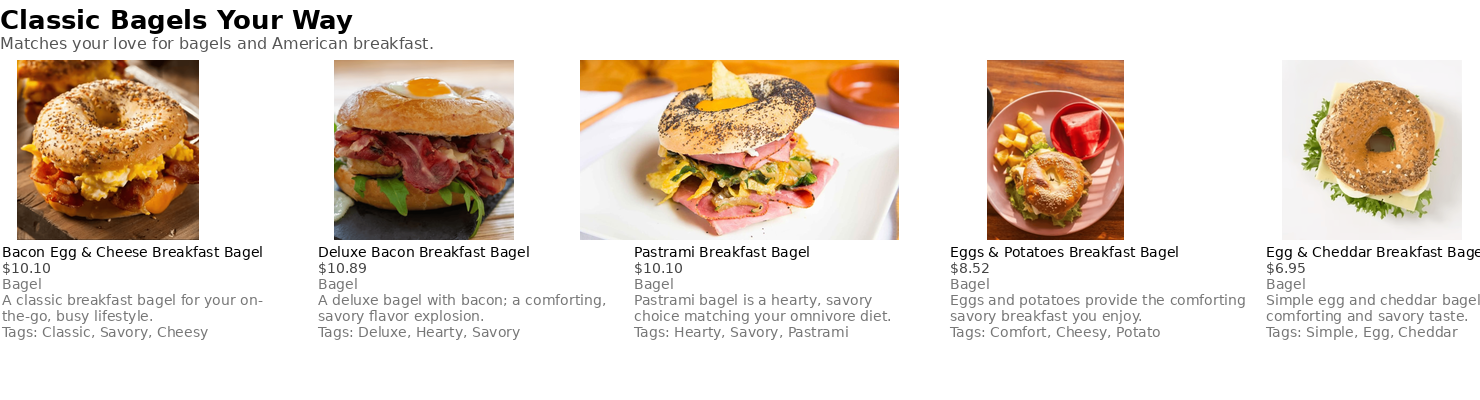 Classic Bagels Your Way
Matches your love for bagels and American breakfast.
Bacon Egg & Cheese Breakfast Bagel
$10.10
Bagel
A classic breakfast bagel for your on-
the-go, busy lifestyle.
Tags: Classic, Savory, Cheesy
Deluxe Bacon Breakfast Bagel
$10.89
Bagel
A deluxe bagel with bacon; a comforting,
savory flavor explosion.
Tags: Deluxe, Hearty, Savory
Pastrami Breakfast Bagel
$10.10
Bagel
Pastrami bagel is a hearty, savory
choice matching your omnivore diet.
Tags: Hearty, Savory, Pastrami
Eggs & Potatoes Breakfast Bagel
$8.52
Bagel
Eggs and potatoes provide the comforting
savory breakfast you enjoy.
Tags: Comfort, Cheesy, Potato
Egg & Cheddar Breakfast Bage
$6.95
Bagel
Simple egg and cheddar bagel
comforting and savory taste.
Tags: Simple, Egg, Cheddar